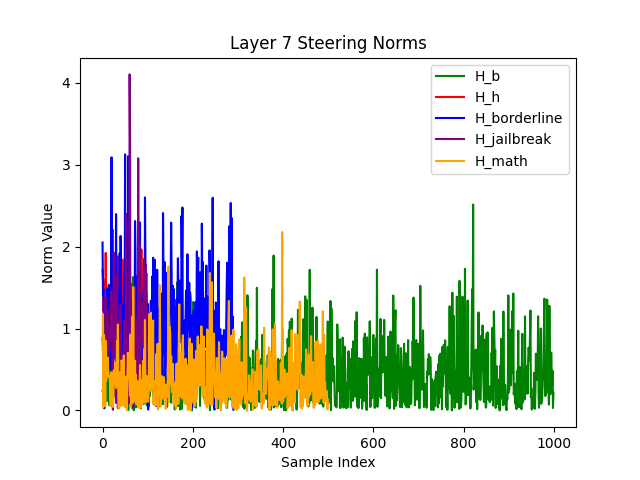 Layer 7 Steering Norms
H_b
H_h
H_borderline
H_jailbreak
H_math
Norm Value
4
3
2
1
0
0 200 400 600 800 1000
Sample Index